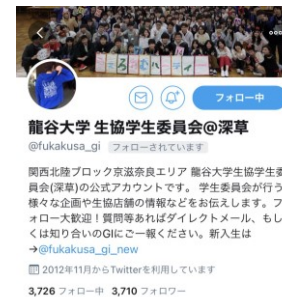 フォロー中
龍谷大学 生協学生委員会@深草
@fukakusa_gi フォローされています
関西北陸ブロック京滋奈良エリア 龍谷大学生協学生委
員会(深草)の公式アカウントです。 学生委員会が行う
様々な企画や生協店舗の情報などをお伝えします。フ
ォロー大歓迎！質問等あればダイレクトメール、もし
くは知り合いのGIにご一報ください。新入生は
→@fukakusa_gi_new
2012年11月からTwitterを利用しています
3,726 フォロー中 3,710 フォロワー